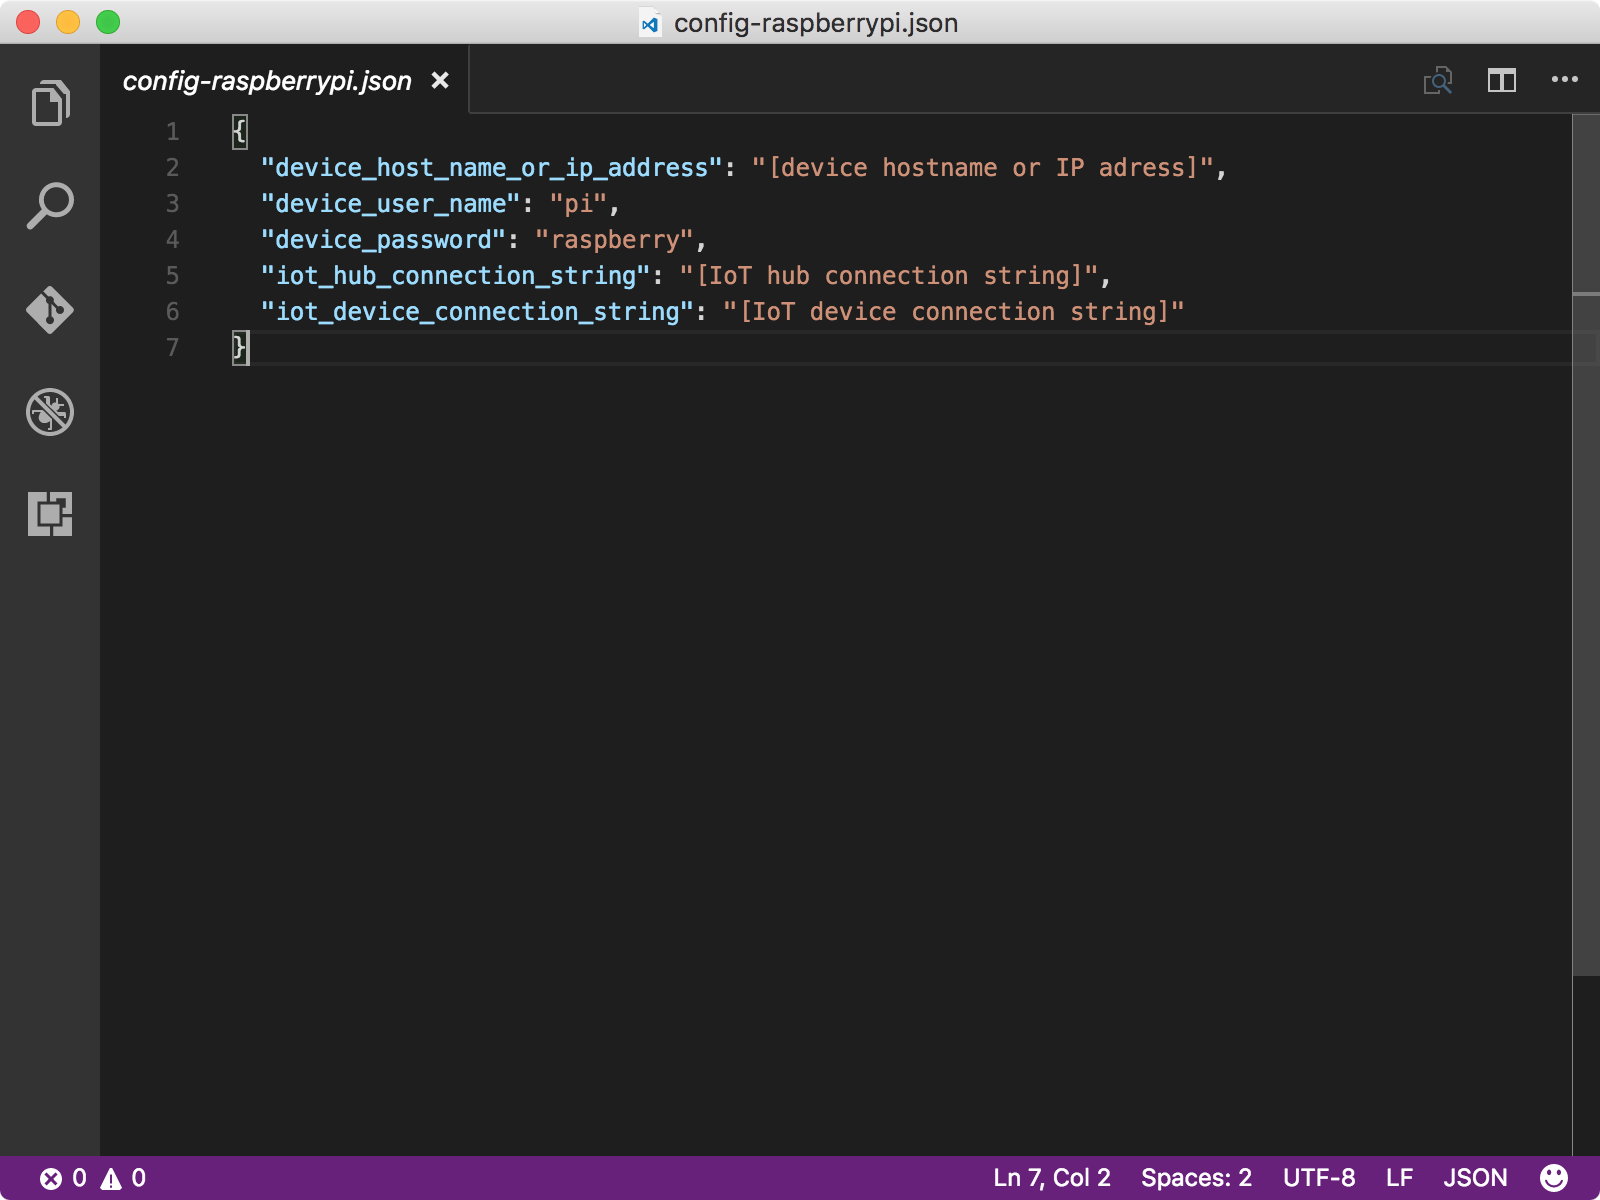 config-raspberrypi.json
config-raspberrypi.json
1 {
2 "device_host_name_or_ip_address": "[device hostname or IP adress]",
3 "device_user_name": "pi",
4 "device_password": "raspberry",
5 "iot_hub_connection_string": "[IoT hub connection string]",
6 "iot_device_connection_string": "[IoT device connection string]"
7 }
0 0 Ln 7, Col 2 Spaces: 2 UTF-8 LF JSON